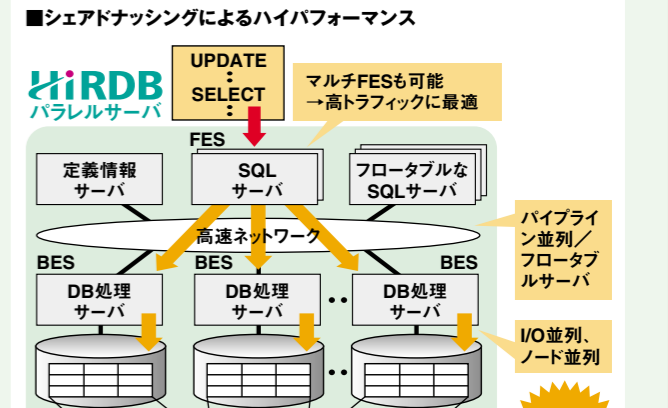 ■シェアドナッシングによるハイパフォーマンス
HiRDB
パラレルサーバ
UPDATE
︙
SELECT
︙
マルチFESも可能
→高トラフィックに最適
FES
定義情報
サーバ
SQL
サーバ
フロータブルな
SQLサーバ
高速ネットワーク
パイプライ
ン並列／
フロータブ
ルサーバ
BES
BES
BES
DB処理
サーバ
DB処理
サーバ
‥
DB処理
サーバ
I/O並列、
ノード並列
‥